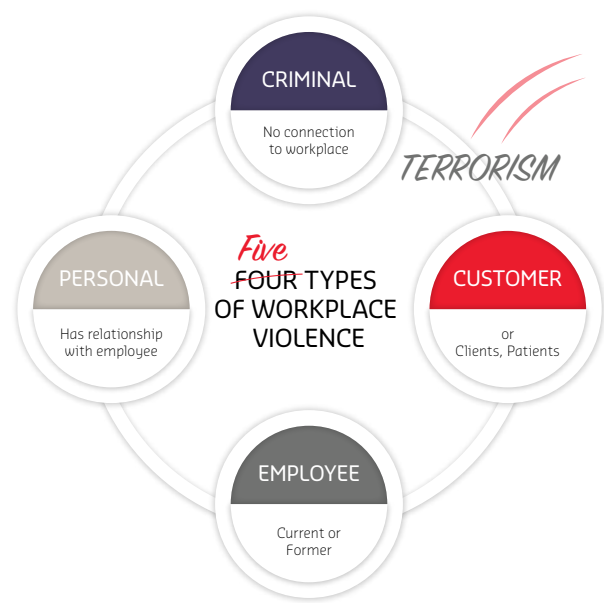 CRIMINAL
No connection
to workplace
TERRORISM
PERSONAL
Has relationship
with employee
Five
FOUR TYPES
OF WORKPLACE
VIOLENCE
CUSTOMER
or
Clients, Patients
EMPLOYEE
Current or
Former